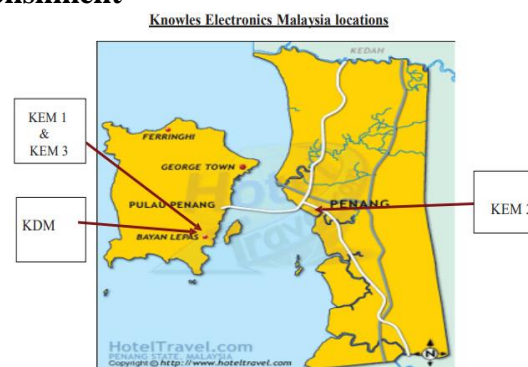 Knowles Electronics Malaysia locations
KEDAH
KEM 1
&
KEM 3
FERRINGHI
GEORGE TOWN
PULAU PENANG
PENANG
KEM 2
KDM
BAYAN LEPAS
HotelTravel.com
PENANG STATE, MALAYSIA
Copyright © http://www.hoteltravel.com
N